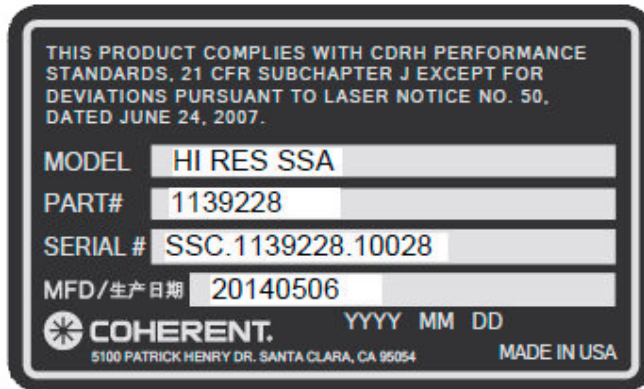 THIS PRODUCT COMPLIES WITH CDRH PERFORMANCE
STANDARDS, 21 CFR SUBCHAPTER J EXCEPT FOR
DEVIATIONS PURSUANT TO LASER NOTICE NO. 50,
DATED JUNE 24, 2007.
MODEL HI RES SSA
PART# 1139228
SERIAL # SSC.1139228.10028
MFD/生产日期 20140506
YYYY MM DD
COHERENT.
5100 PATRICK HENRY DR. SANTA CLARA, CA 95054
MADE IN USA